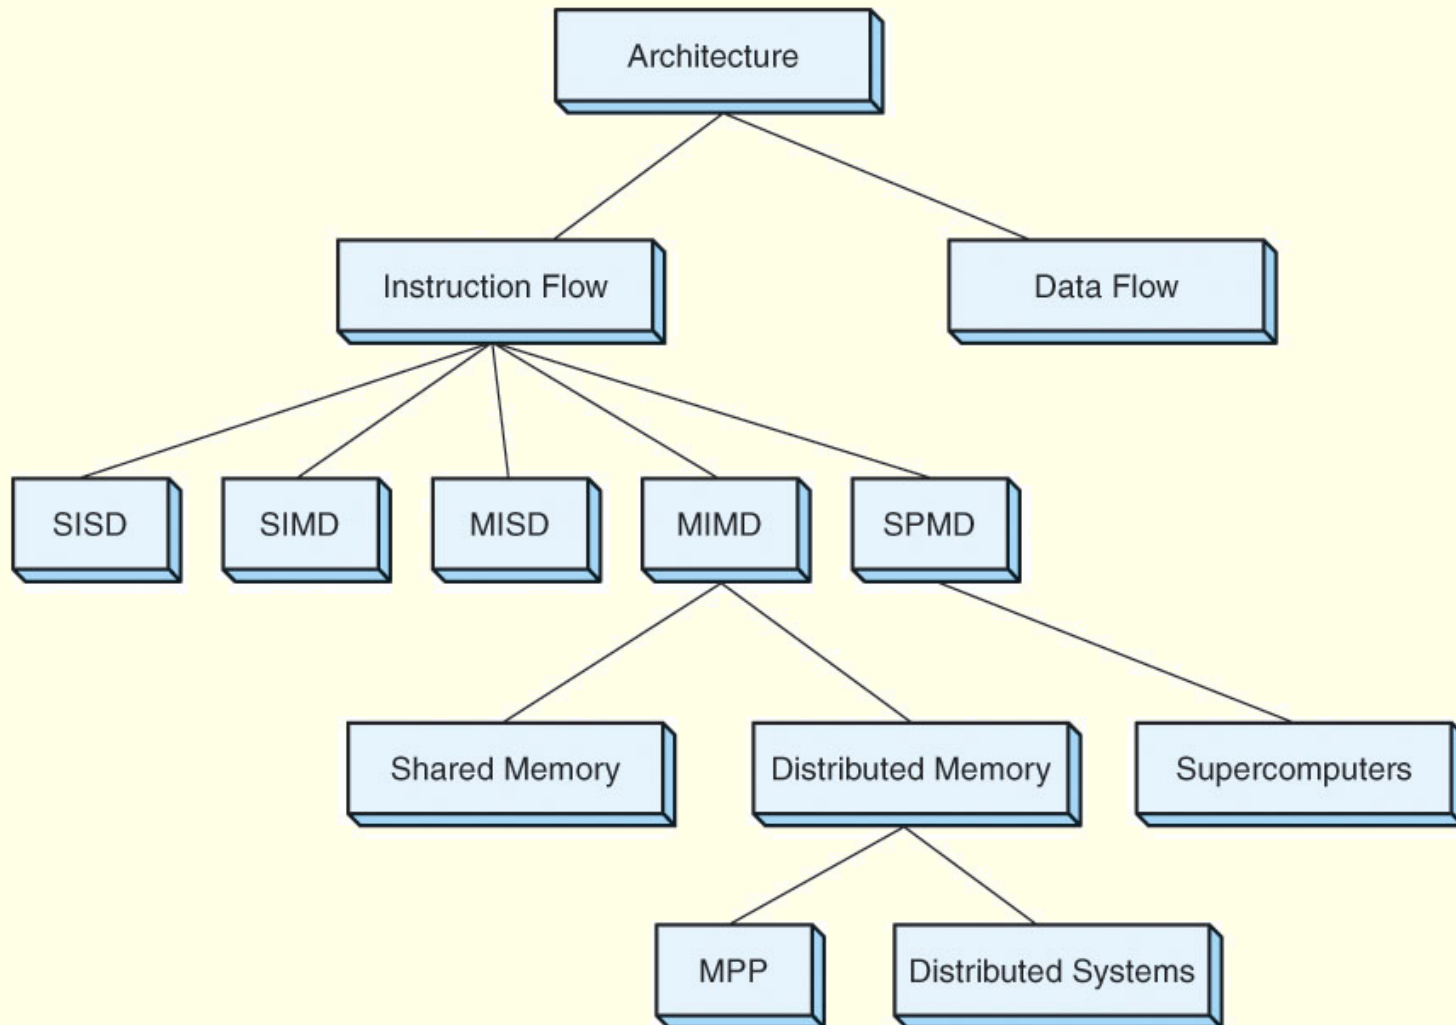 Architecture
Instruction Flow
Data Flow
SISD
SIMD
MISD
MIMD
SPMD
Shared Memory
Distributed Memory
Supercomputers
MPP
Distributed Systems